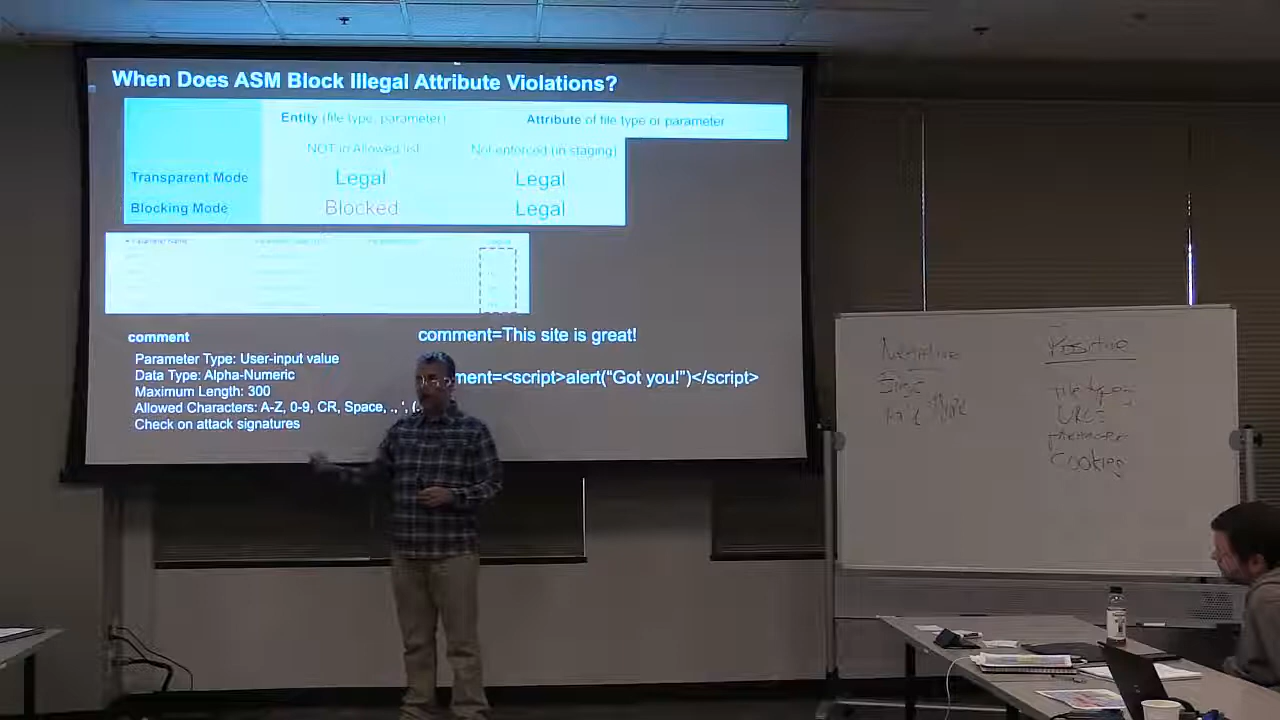 When Does ASM Block Illegal Attribute Violations?
Entity (file type, parameter) Attribute of file type or parameter
NOT in Allowed list Not enforced (in staging)
Transparent Mode Legal Legal
Blocking Mode Blocked Legal
Parameter Name
comment
Parameter Type: User-input value
Data Type: Alpha-Numeric
Maximum Length: 300
Allowed Characters: A-Z, 0-9, CR, Space, ., ', (.
Check on attack signatures
comment=This site is great!
ment=<script>alert("Got you!")</script>
Negative
Positive
File Types
URLs
Parameter
Cookies